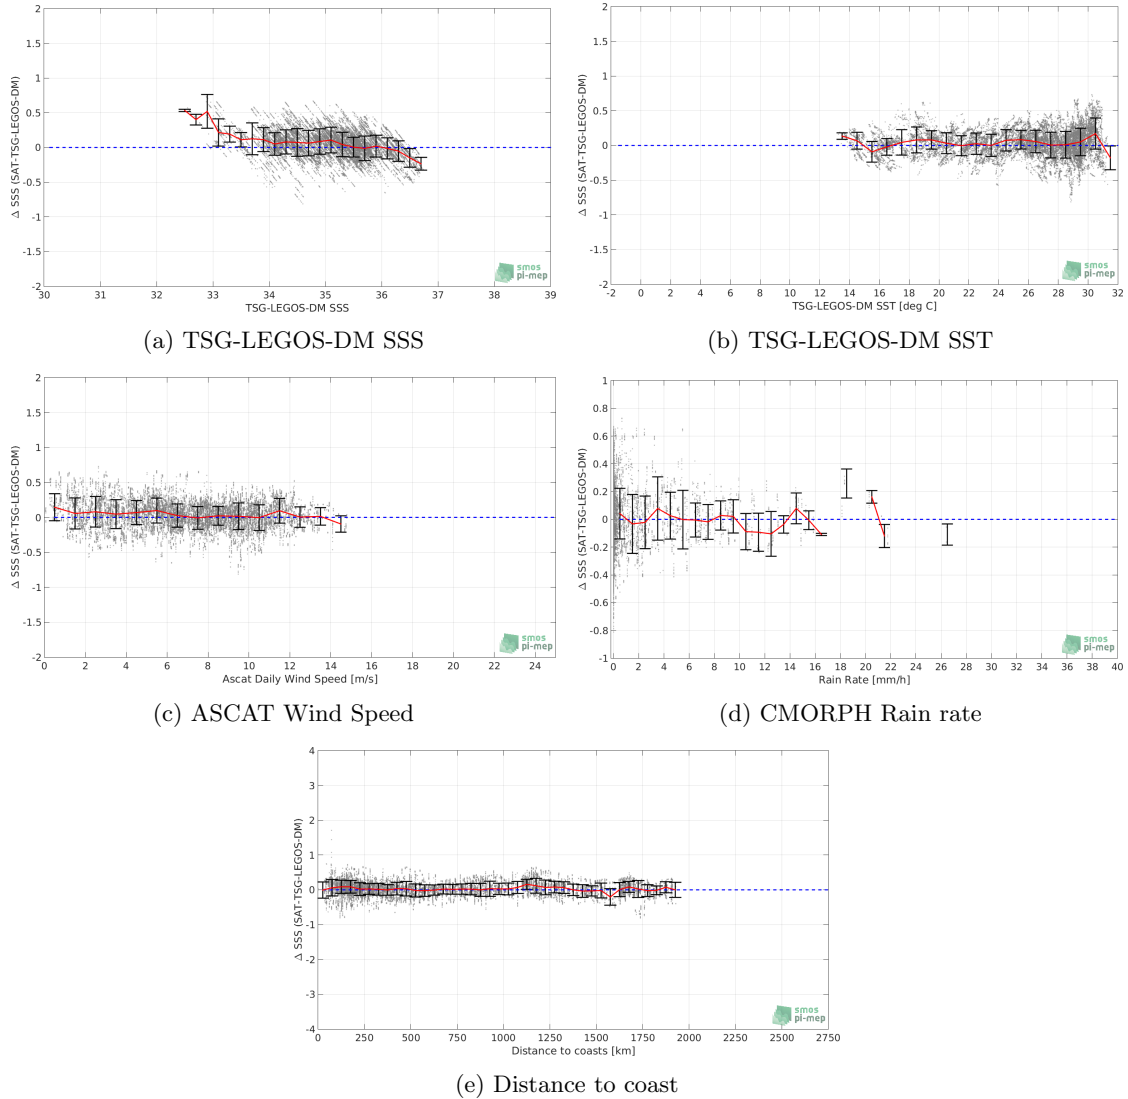 2
1.5
1
0.5
0
-0.5
-1
-1.5
-2
Δ SSS (SAT-TSG-LEGOS-DM)
30 31 32 33 34 35 36 37 38 39
TSG-LEGOS-DM SSS
smos
pi-mep
(a) TSG-LEGOS-DM SSS
2
1.5
1
0.5
0
-0.5
-1
-1.5
-2
Δ SSS (SAT-TSG-LEGOS-DM)
-2 0 2 4 6 8 10 12 14 16 18 20 22 24 26 28 30 32
TSG-LEGOS-DM SST [deg C]
smos
pi-mep
(b) TSG-LEGOS-DM SST
2
1.5
1
0.5
0
-0.5
-1
-1.5
-2
Δ SSS (SAT-TSG-LEGOS-DM)
0 2 4 6 8 10 12 14 16 18 20 22 24
Ascat Daily Wind Speed [m/s]
smos
pi-mep
(c) ASCAT Wind Speed
1
0.8
0.6
0.4
0.2
0
-0.2
-0.4
-0.6
-0.8
-1
Δ SSS (SAT-TSG-LEGOS-DM)
0 2 4 6 8 10 12 14 16 18 20 22 24 26 28 30 32 34 36 38 40
Rain Rate [mm/h]
smos
pi-mep
(d) CMORPH Rain rate
4
3
2
1
0
-1
-2
-3
-4
Δ SSS (SAT-TSG-LEGOS-DM)
0 250 500 750 1000 1250 1500 1750 2000 2250 2500 2750
Distance to coasts [km]
smos
pi-mep
(e) Distance to coast